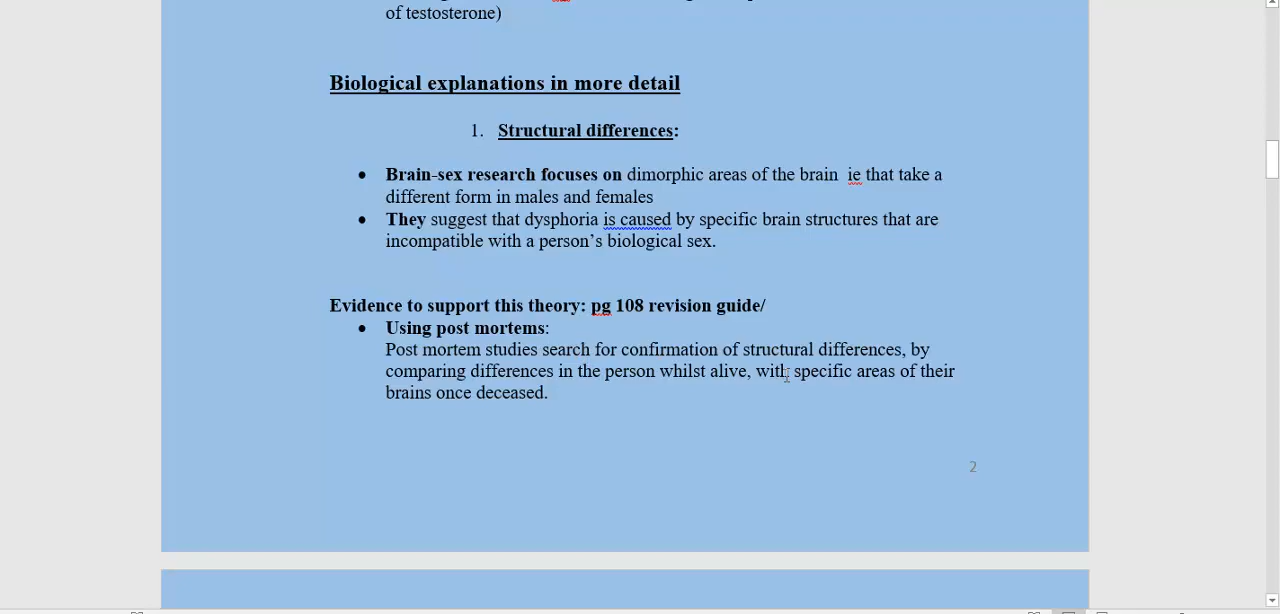 of testosterone)
Biological explanations in more detail
1. Structural differences:
• Brain-sex research focuses on dimorphic areas of the brain ie that take a
different form in males and females
• They suggest that dysphoria is caused by specific brain structures that are
incompatible with a person’s biological sex.
Evidence to support this theory: pg 108 revision guide/
• Using post mortems:
Post mortem studies search for confirmation of structural differences, by
comparing differences in the person whilst alive, with specific areas of their
brains once deceased.
2